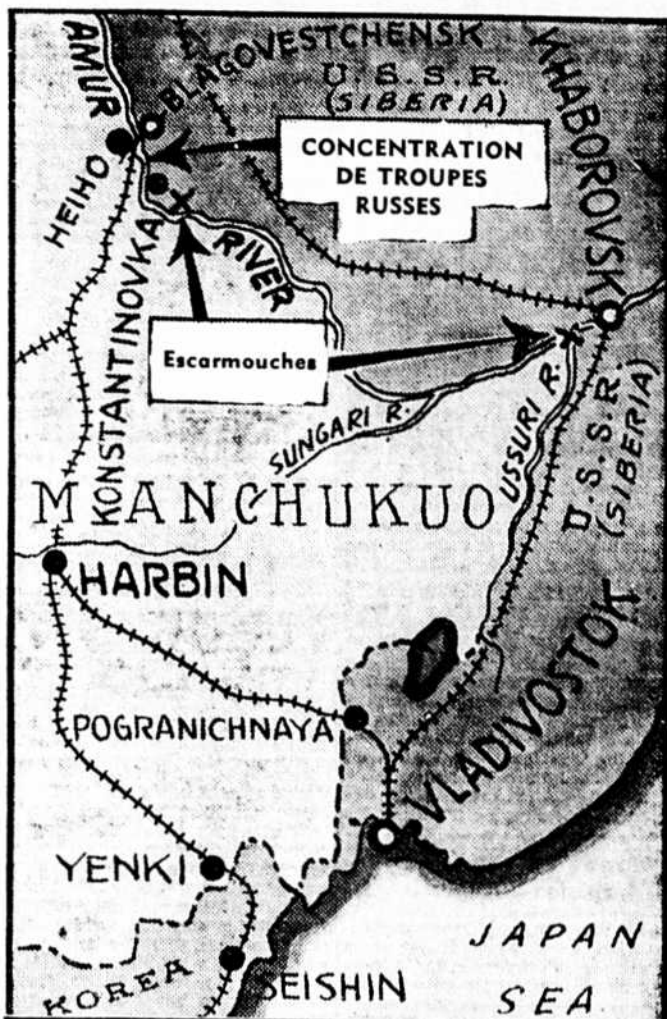 AMUR
BLAGOVESTCHENSK
U.S.S.R.
(SIBERIA)
KHABOROVSK
HEIHO
CONCENTRATION
DE TROUPES
RUSSES
KONSTANTINOVKA
RIVER
Escarmouches
SUNGARI R.
USSURI R.
U.S.S.R.
(SIBERIA)
MANCHUKUO
HARBIN
POGRANICHNAYA
VLADIVOSTOK
YENKI
KOREA
SEISHIN
JAPAN
SEA